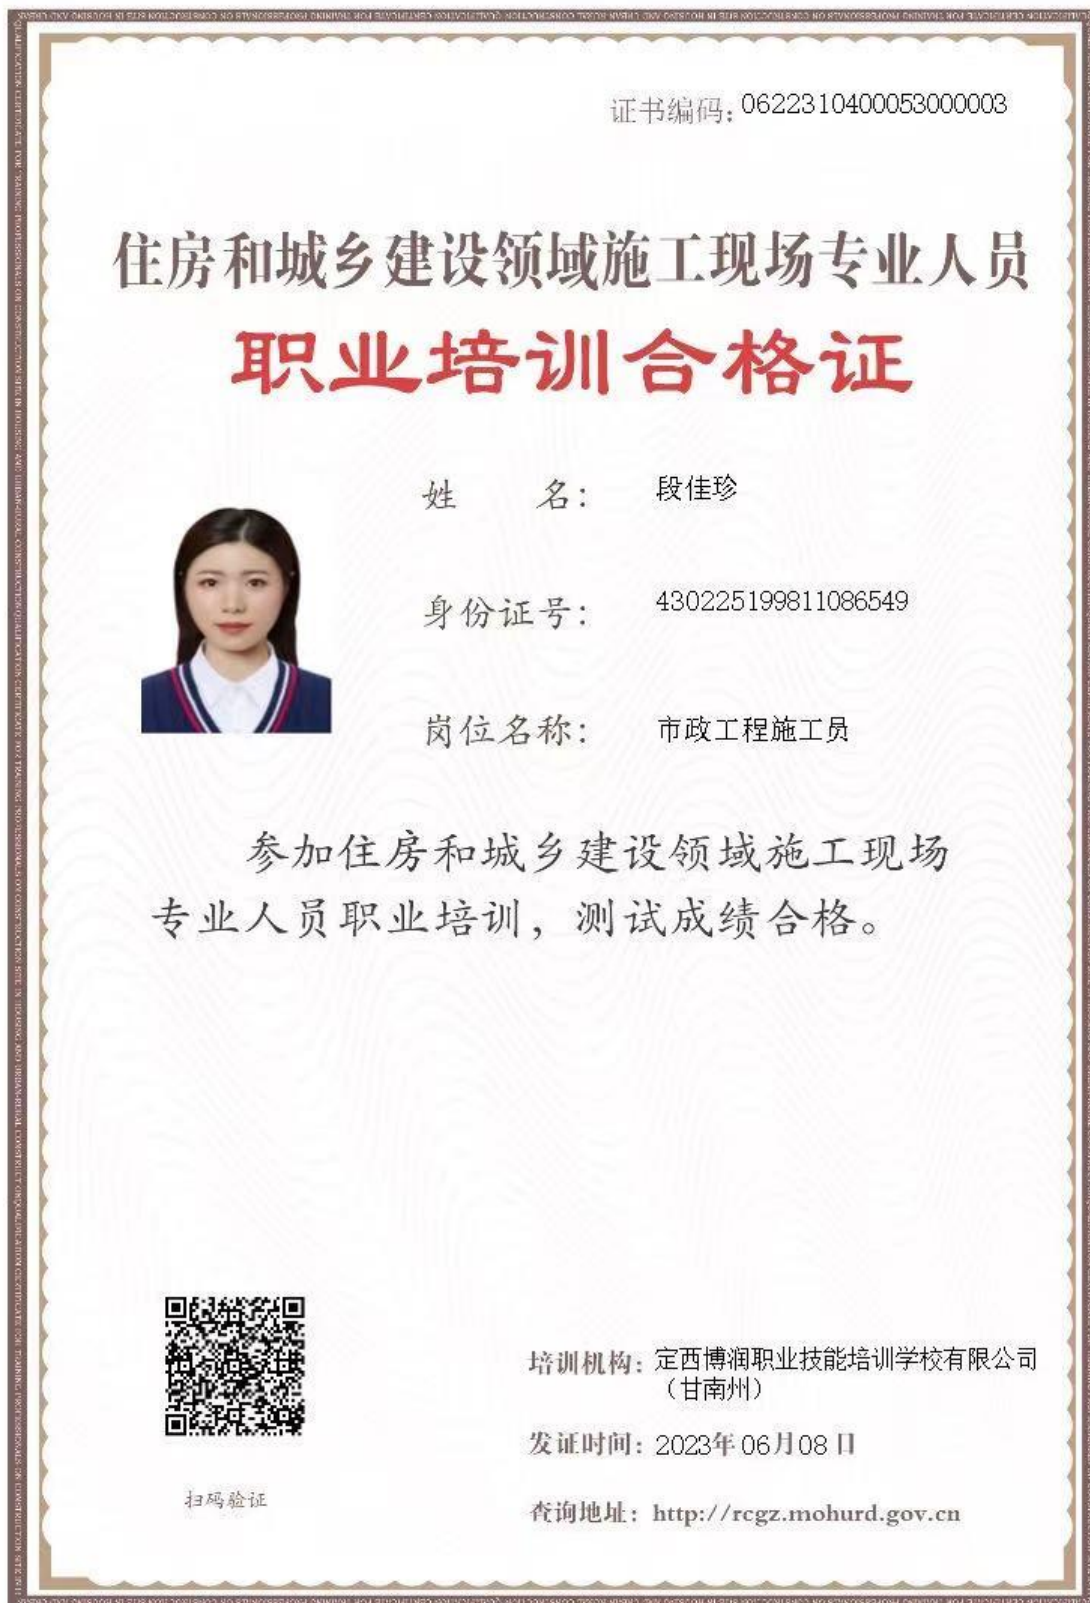 证书编码：0622310400053000003
住房和城乡建设领域施工现场专业人员
职业培训合格证
姓 名： 段佳珍
身份证号： 430225199811086549
岗位名称： 市政工程施工员
参加住房和城乡建设领域施工现场
专业人员职业培训，测试成绩合格。
培训机构：定西博润职业技能培训学校有限公司
（甘南州）
发证时间：2023年06月08日
扫码验证
查询地址：http://rcgz.mohurd.gov.cn